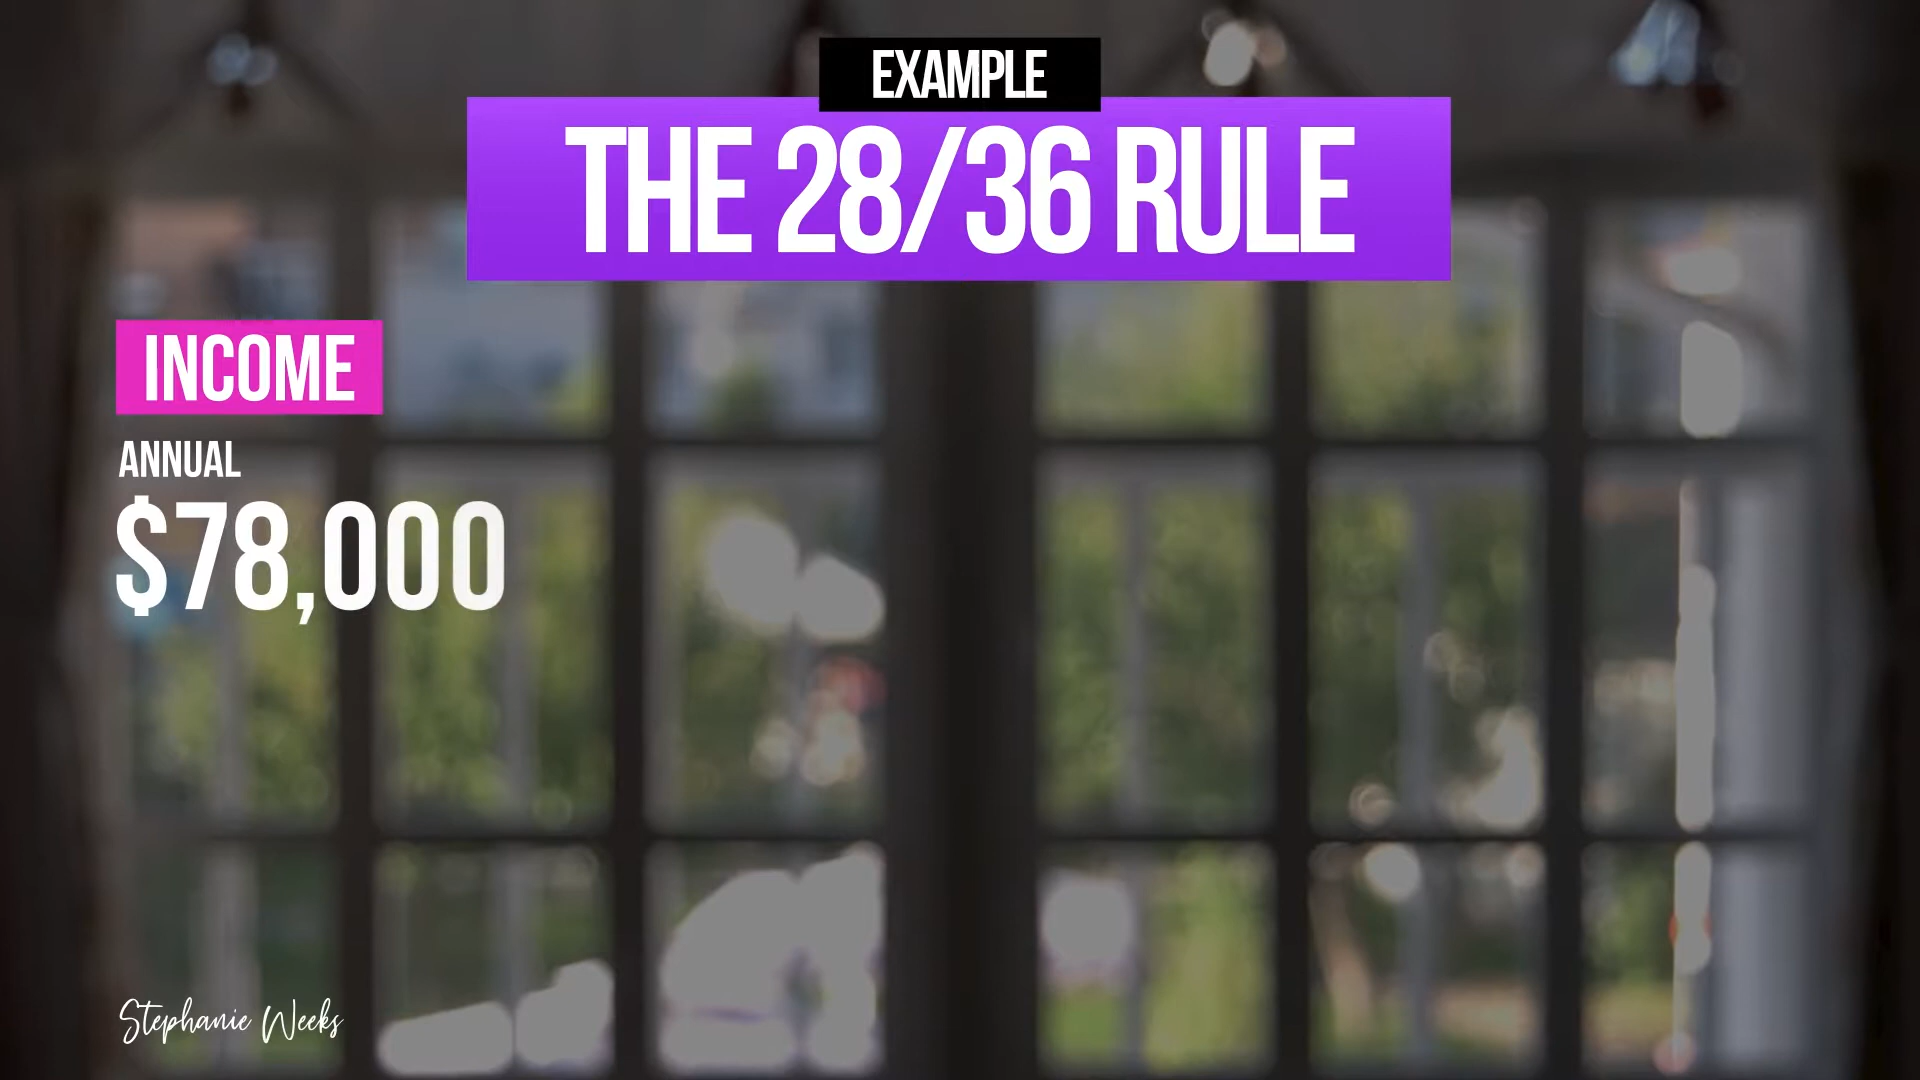 EXAMPLE
THE 28/36 RULE
INCOME
ANNUAL
$78,000
Stephanie Weeks